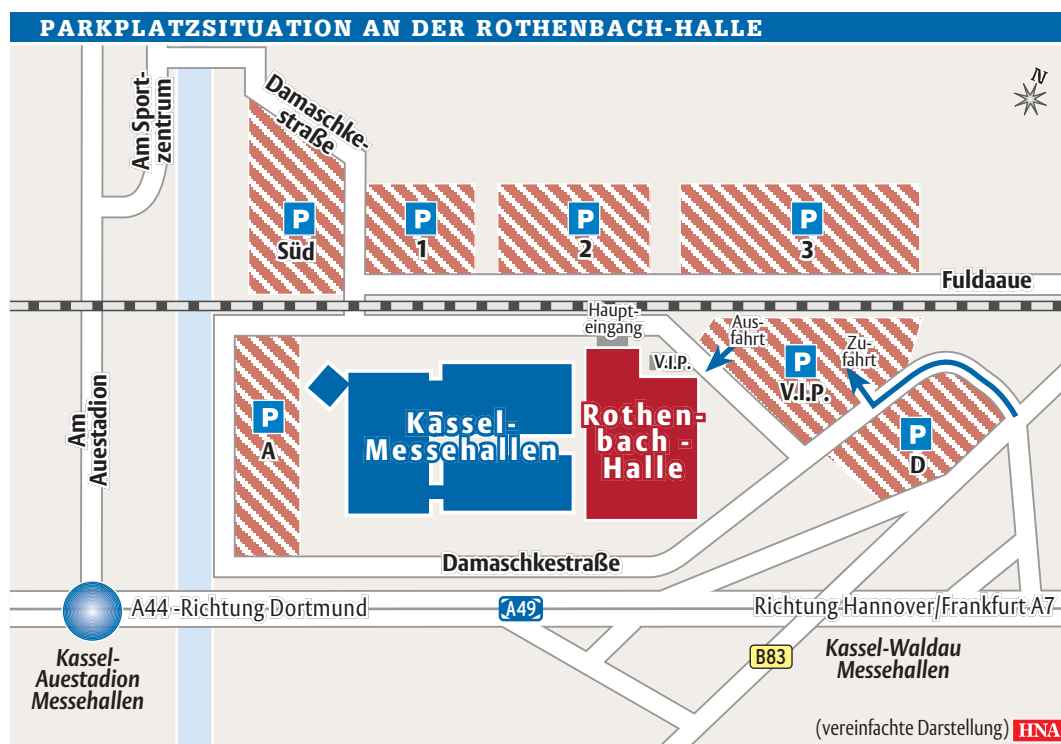 PARKPLATZSITUATION AN DER ROTHENBACH-HALLE
N
Am Sport-
zentrum
Damaschke-
straße
P
Süd
P
1
P
2
P
3
Fuldaaue
Haupt-
eingang
V.I.P.
Aus-
fahrt
Zu-
fahrt
P
V.I.P.
P
D
P
A
Am
Auestadion
Kassel-
Messehallen
Rothen-
bach -
Halle
Damaschkestraße
A44 -Richtung Dortmund
A49
Richtung Hannover/Frankfurt A7
Kassel-
Auestadion
Messehallen
B83
Kassel-Waldau
Messehallen
(vereinfachte Darstellung) HNA